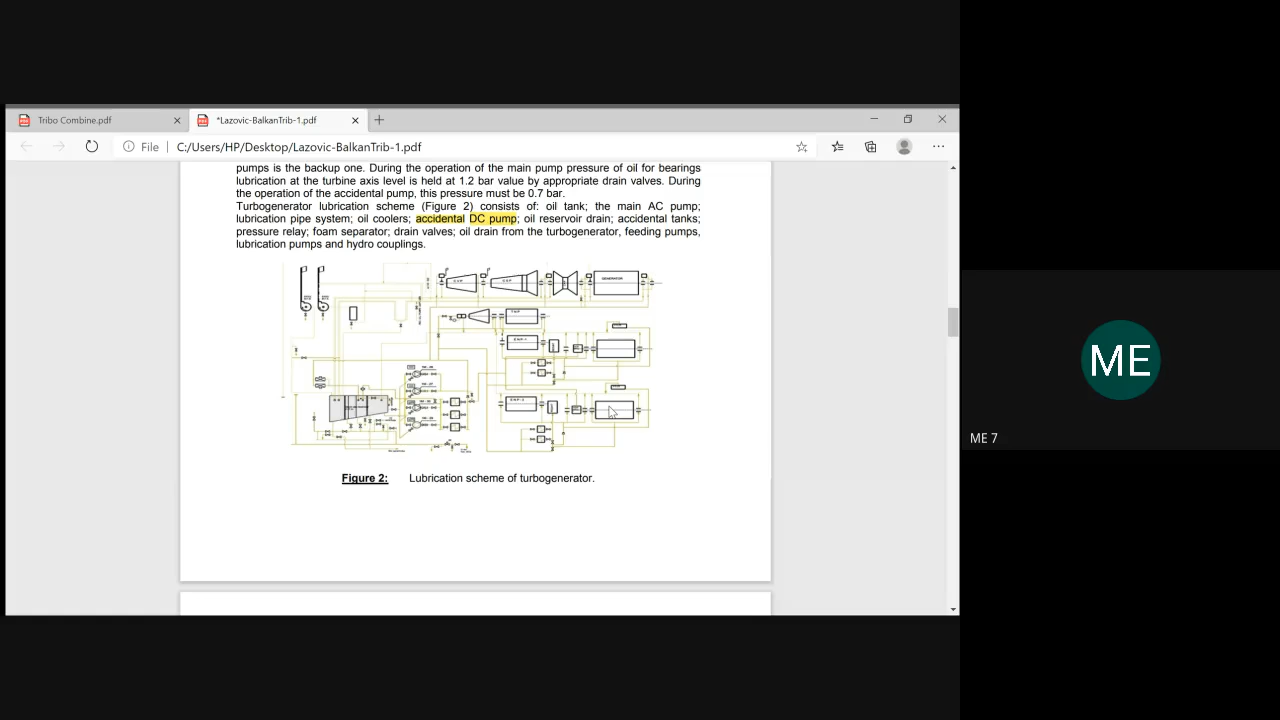 Tribo Combine.pdf
*Lazovic-BalkanTrib-1.pdf
File
C:/Users/HP/Desktop/Lazovic-BalkanTrib-1.pdf
pumps is the backup one. During the operation of the main pump pressure of oil for bearings
lubrication at the turbine axis level is held at 1.2 bar value by appropriate drain valves. During
the operation of the accidental pump, this pressure must be 0.7 bar.
Turbogenerator lubrication scheme (Figure 2) consists of: oil tank; the main AC pump;
lubrication pipe system; oil coolers; accidental DC pump; oil reservoir drain; accidental tanks;
pressure relay; foam separator; drain valves; oil drain from the turbogenerator, feeding pumps,
lubrication pumps and hydro couplings.
GENERATOR
Figure 2: Lubrication scheme of turbogenerator.
ME
ME 7